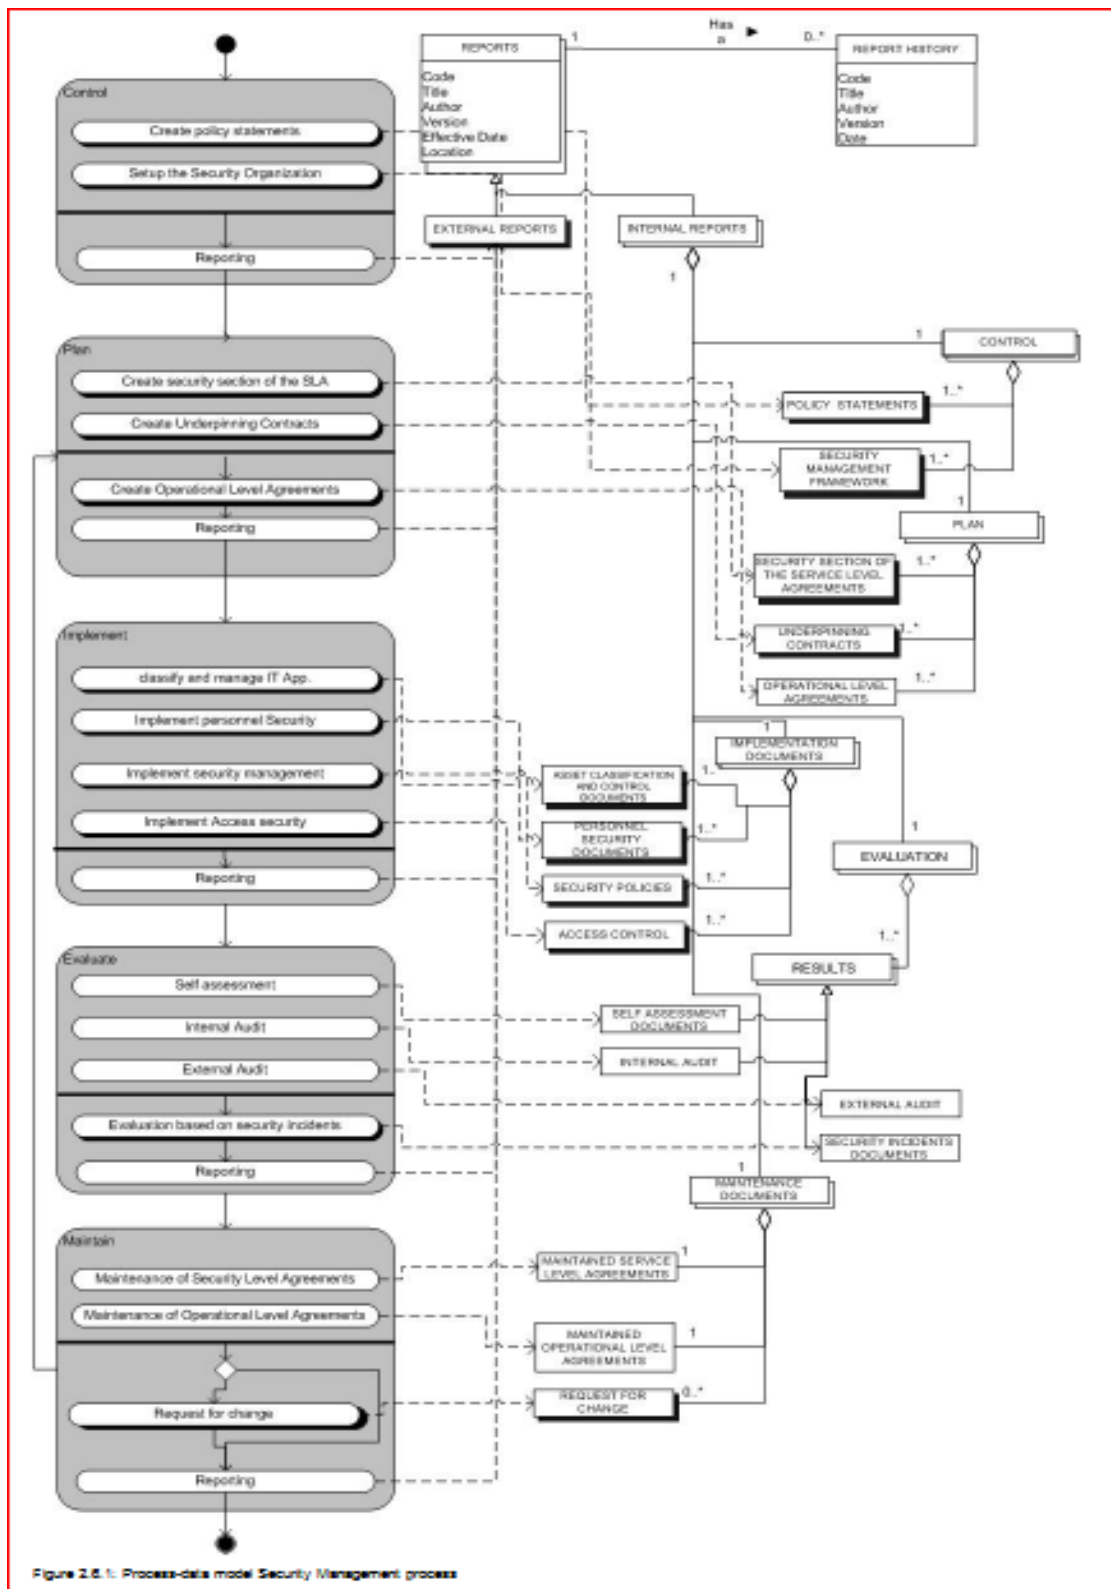 Has
a
1
0..*
REPORTS
Code
Title
Author
Version
Effective Date
Location
REPORT HISTORY
Code
Title
Author
Version
Date
Control
Create policy statements
Setup the Security Organization
Reporting
EXTERNAL REPORTS
INTERNAL REPORTS
1
Plan
Create security section of the SLA
Create Underpinning Contracts
Create Operational Level Agreements
Reporting
1
CONTROL
1..*
POLICY STATEMENTS
SECURITY
MANAGEMENT
FRAMEWORK
1..*
1
PLAN
SECURITY SECTION OF
THE SERVICE LEVEL
AGREEMENTS
1..*
UNDERPINNING
CONTRACTS
1..*
OPERATIONAL LEVEL
AGREEMENTS
1..*
Implement
classify and manage IT App.
Implement personnel Security
Implement security management
Implement Access security
Reporting
1
IMPLEMENTATION
DOCUMENTS
ASSET CLASSIFICATION
AND CONTROL
DOCUMENTS
1..
PERSONNEL
SECURITY
DOCUMENTS
1..*
SECURITY POLICIES
1..*
ACCESS CONTROL
1..*
1
EVALUATION
1..*
RESULTS
Evaluate
Self assessment
Internal Audit
External Audit
Evaluation based on security incidents
Reporting
SELF ASSESSMENT
DOCUMENTS
INTERNAL AUDIT
EXTERNAL AUDIT
SECURITY INCIDENTS
DOCUMENTS
1
MAINTENANCE
DOCUMENTS
Maintain
Maintenance of Security Level Agreements
Maintenance of Operational Level Agreements
Request for change
Reporting
MAINTAINED SERVICE
LEVEL AGREEMENTS
1
MAINTAINED
OPERATIONAL LEVEL
AGREEMENTS
1
REQUEST FOR
CHANGE
0..*
Figure 2.6.1: Process-data model Security Management process